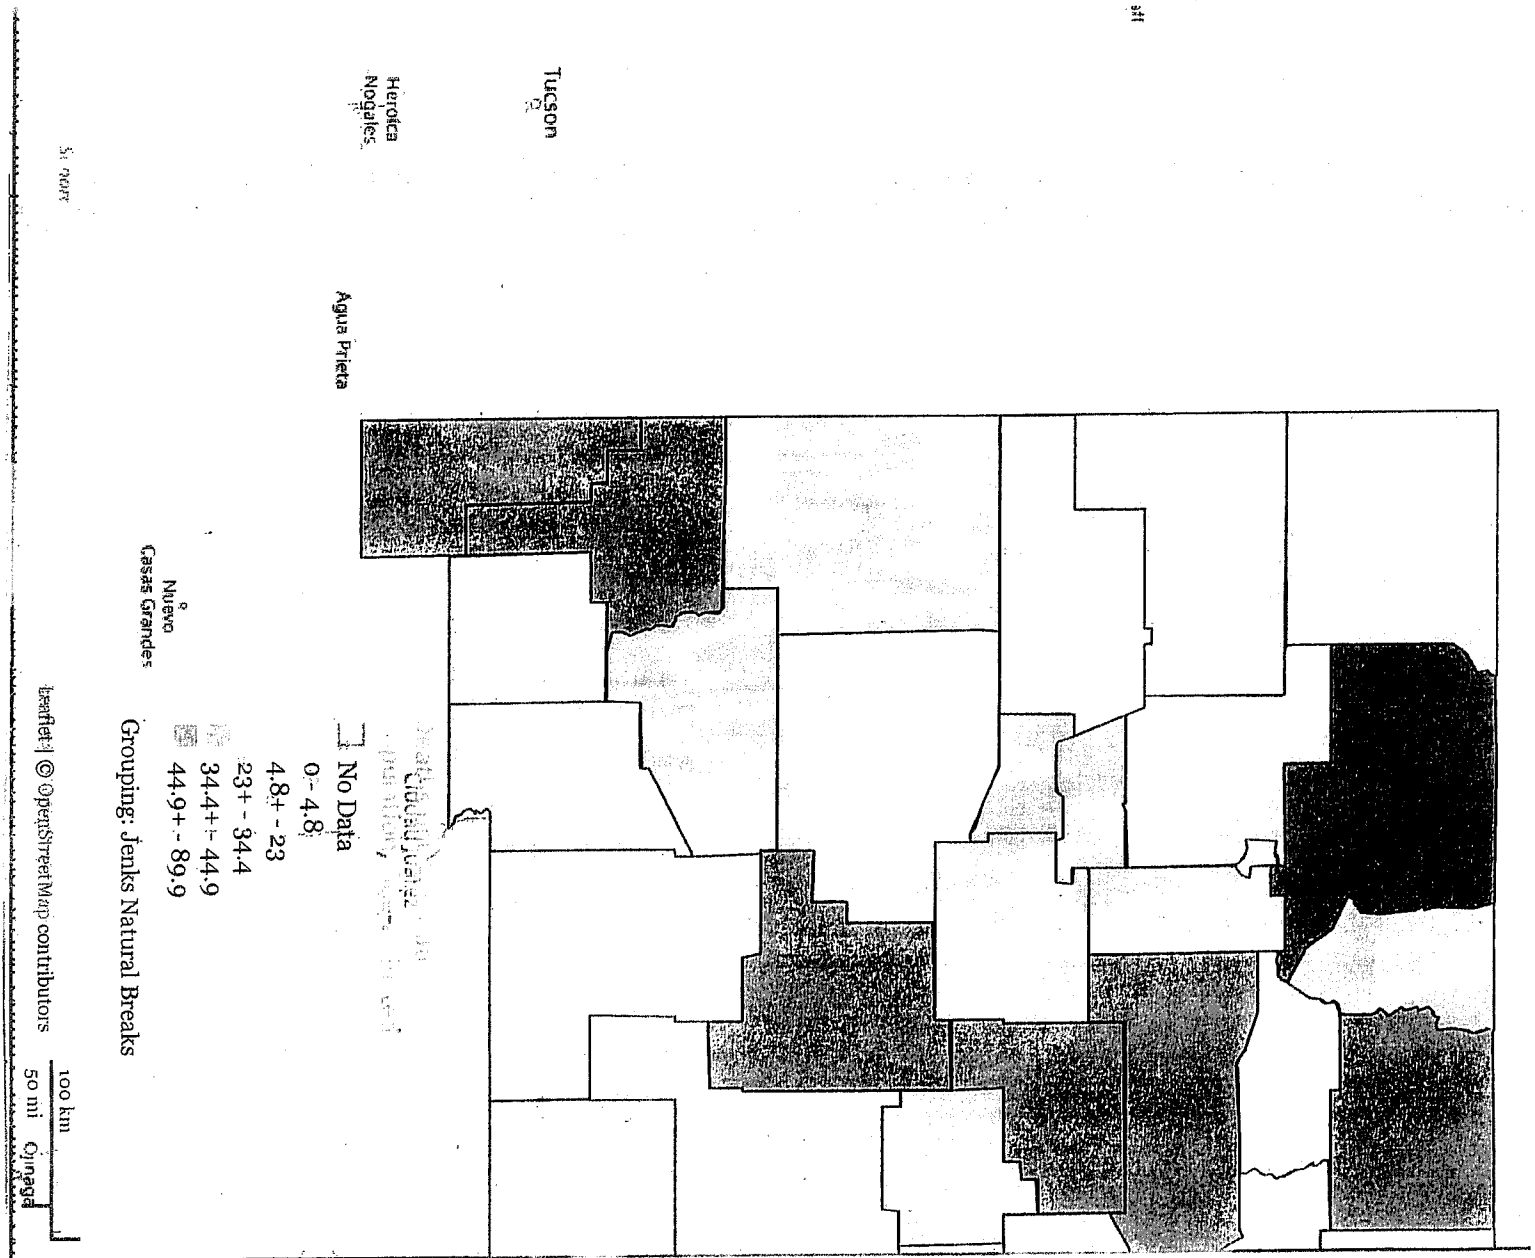 Tucson
Heroica
Nogales
Agua Prieta
Nuevo
Casas Grandes
No Data
0 - 4.8
4.8+ - 23
23+ - 34.4
34.4+ - 44.9
44.9+ - 89.9
Grouping: Jenks Natural Breaks
100 km
50 mi
Ojinaga
Leaflet | © OpenStreetMap contributors